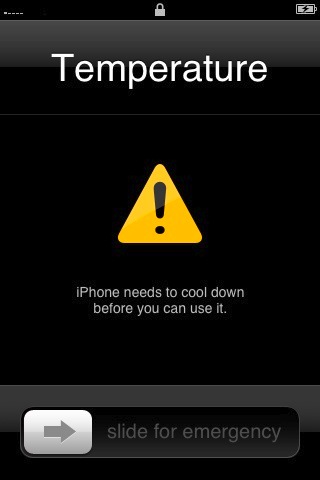 Temperature
iPhone needs to cool down
before you can use it.
slide for emergency